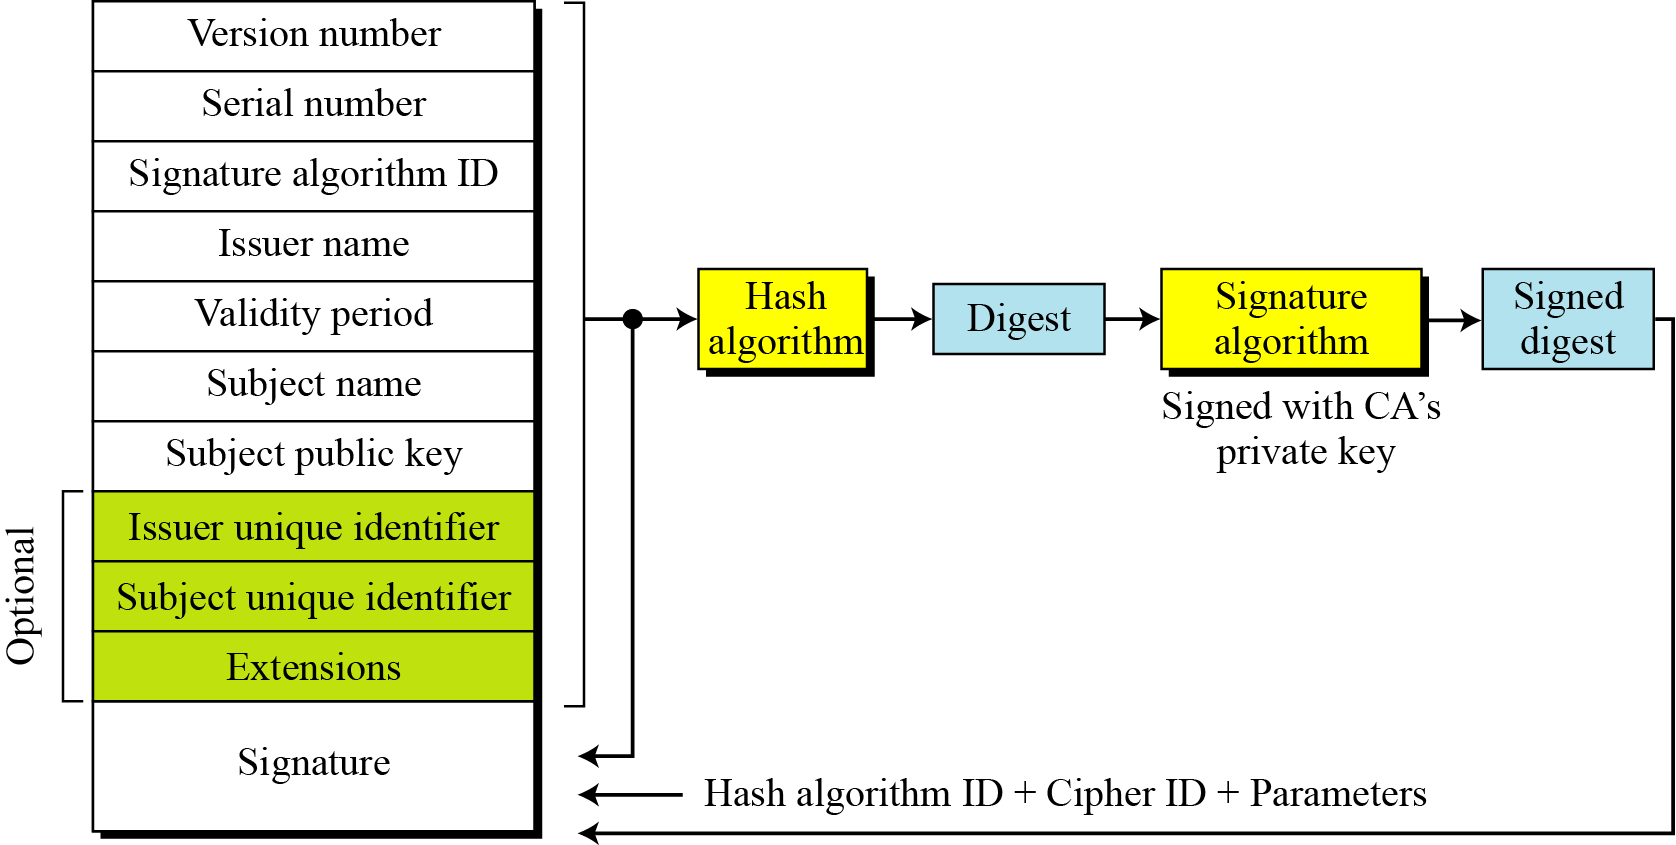 Version number
Serial number
Signature algorithm ID
Issuer name
Validity period
Subject name
Subject public key
Optional
Issuer unique identifier
Subject unique identifier
Extensions
Signature
Hash
algorithm
Digest
Signature
algorithm
Signed with CA’s
private key
Signed
digest
Hash algorithm ID + Cipher ID + Parameters